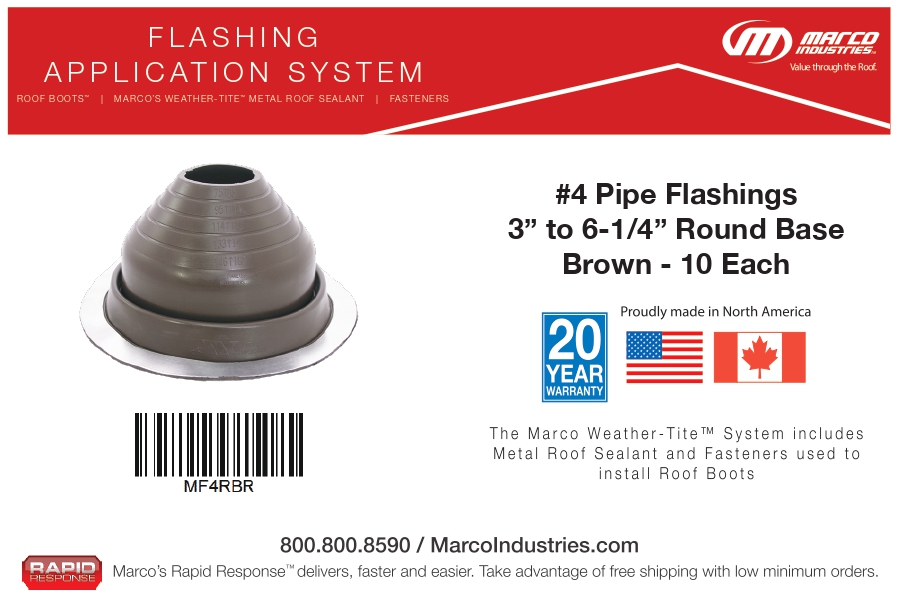 FLASHING
APPLICATION SYSTEM
ROOF BOOTS™ | MARCO'S WEATHER-TITE™ METAL ROOF SEALANT | FASTENERS
MARCO
INDUSTRIES™
Value through the Roof.
#4 Pipe Flashings
3” to 6-1/4” Round Base
Brown - 10 Each
Proudly made in North America
20
YEAR
WARRANTY
The Marco Weather-Tite™ System includes
Metal Roof Sealant and Fasteners used to
install Roof Boots
MF4RBR
800.800.8590 / MarcoIndustries.com
RAPID
RESPONSE
Marco's Rapid Response™ delivers, faster and easier. Take advantage of free shipping with low minimum orders.